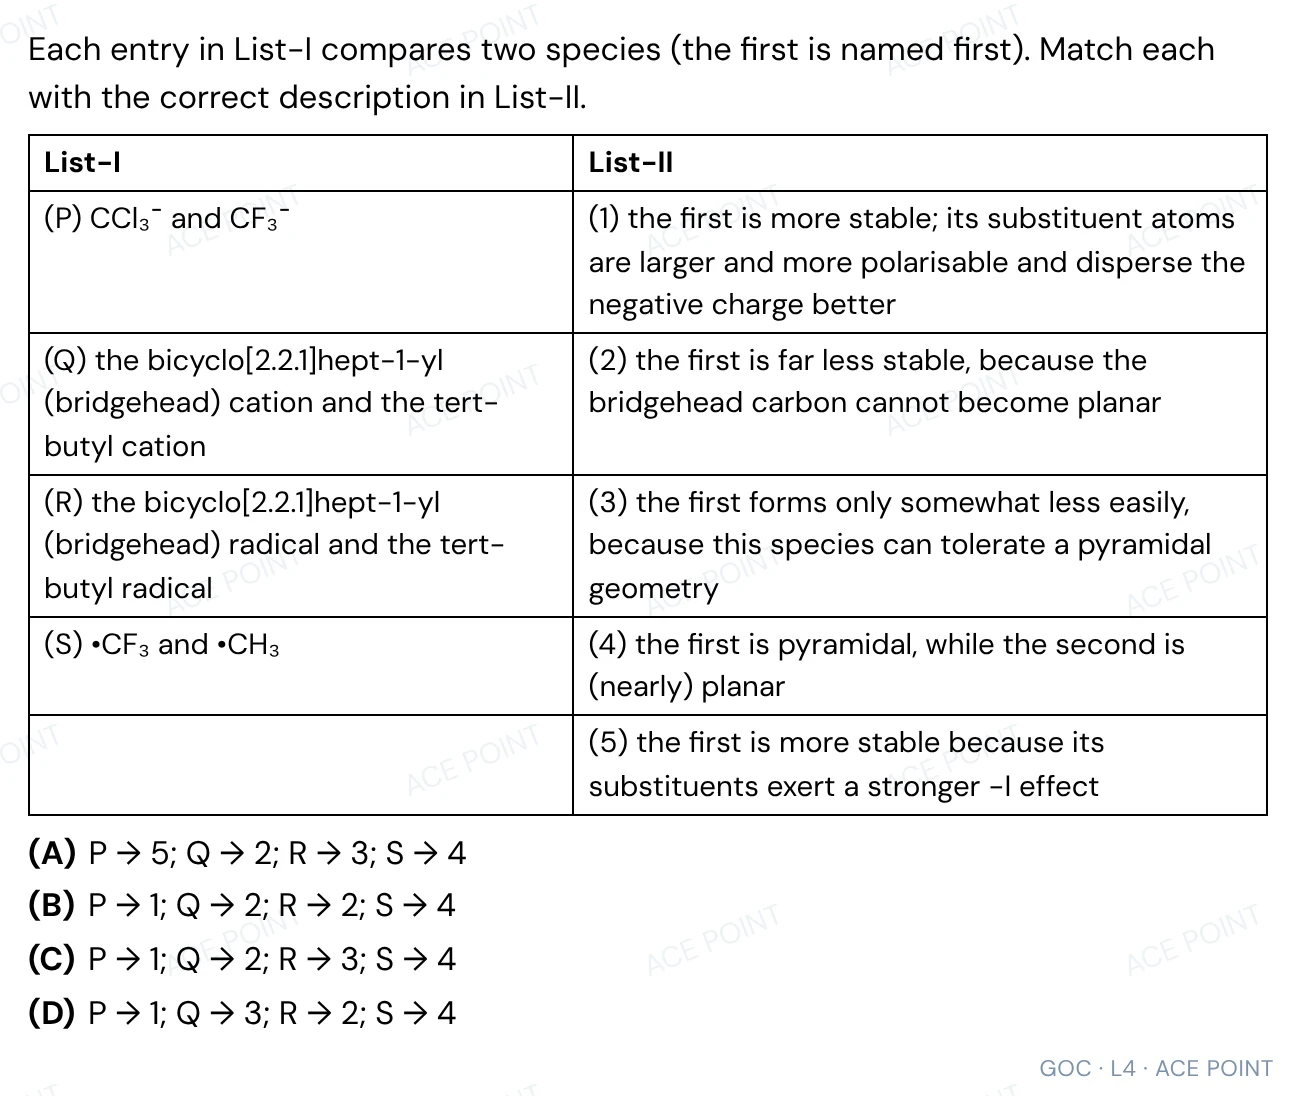 Each entry in List-I compares two species (the first is named first). Match each
with the correct description in List-II.
List-I
List-II
(P) CCl₃⁻ and CF₃⁻
(1) the first is more stable; its substituent atoms
are larger and more polarisable and disperse the
negative charge better
(Q) the bicyclo[2.2.1]hept-1-yl
(bridgehead) cation and the tert-
butyl cation
(2) the first is far less stable, because the
bridgehead carbon cannot become planar
(R) the bicyclo[2.2.1]hept-1-yl
(bridgehead) radical and the tert-
butyl radical
(3) the first forms only somewhat less easily,
because this species can tolerate a pyramidal
geometry
(S) •CF₃ and •CH₃
(4) the first is pyramidal, while the second is
(nearly) planar
(5) the first is more stable because its
substituents exert a stronger -I effect
(A) P → 5; Q → 2; R → 3; S → 4
(B) P → 1; Q → 2; R → 2; S → 4
(C) P → 1; Q → 2; R → 3; S → 4
(D) P → 1; Q → 3; R → 2; S → 4
GOC · L4 · ACE POINT